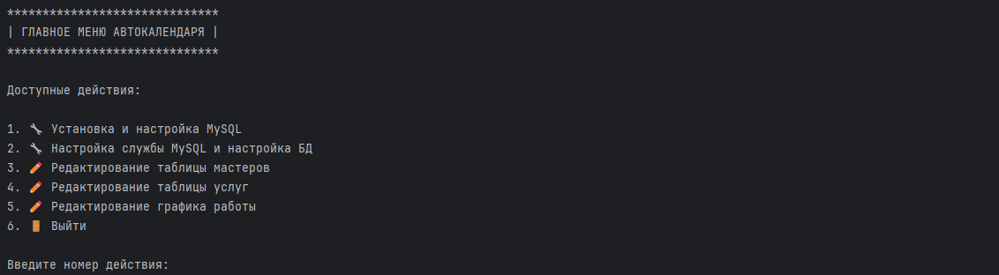 ******************************
| ГЛАВНОЕ МЕНЮ АВТОКАЛЕНДАРЯ |
******************************
Доступные действия:
1. 🔧 Установка и настройка MySQL
2. 🔧 Настройка службы MySQL и настройка БД
3. ✏️ Редактирование таблицы мастеров
4. ✏️ Редактирование таблицы услуг
5. ✏️ Редактирование графика работы
6. 🚪 Выйти
Введите номер действия: